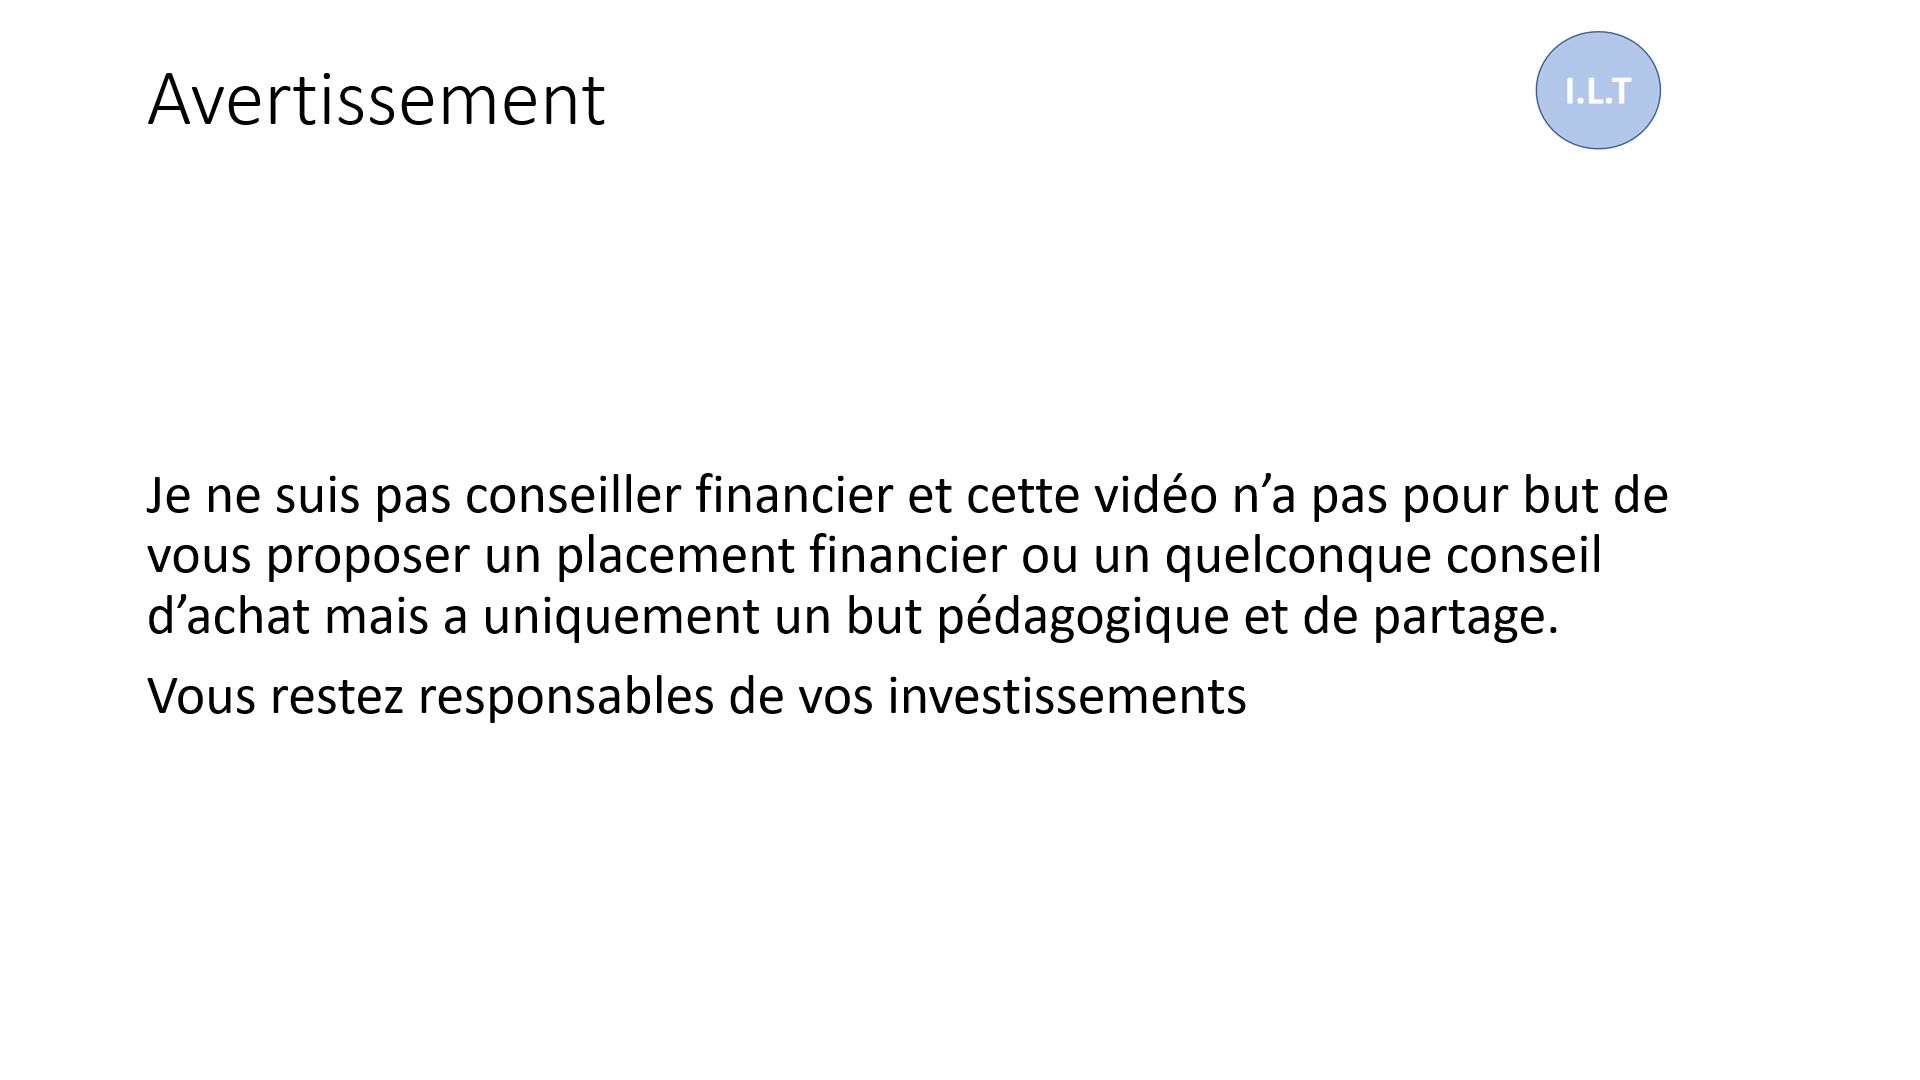 Avertissement
I.L.T
Je ne suis pas conseiller financier et cette vidéo n’a pas pour but de
vous proposer un placement financier ou un quelconque conseil
d’achat mais a uniquement un but pédagogique et de partage.
Vous restez responsables de vos investissements